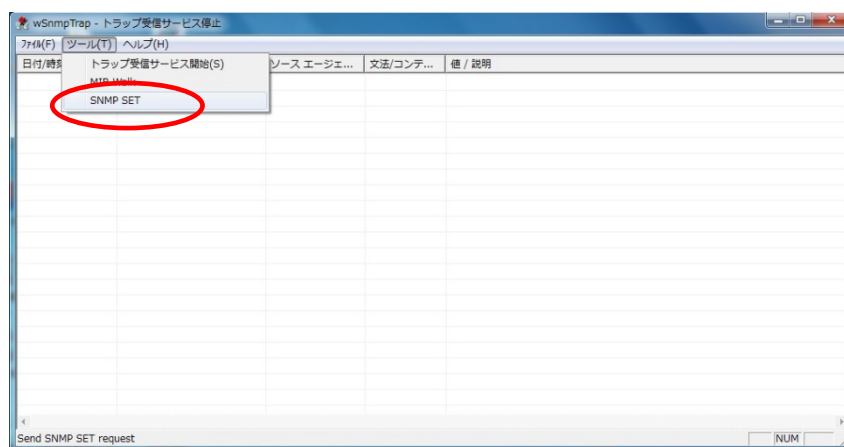 wSnmpTrap - トラップ受信サービス停止
ﾌｧｲﾙ(F) ツール(T) ヘルプ(H)
日付/時刻 ソース エージェ... 文法/コンテ... 値 / 説明
トラップ受信サービス開始(S)
MIB Walk
SNMP SET
Send SNMP SET request NUM